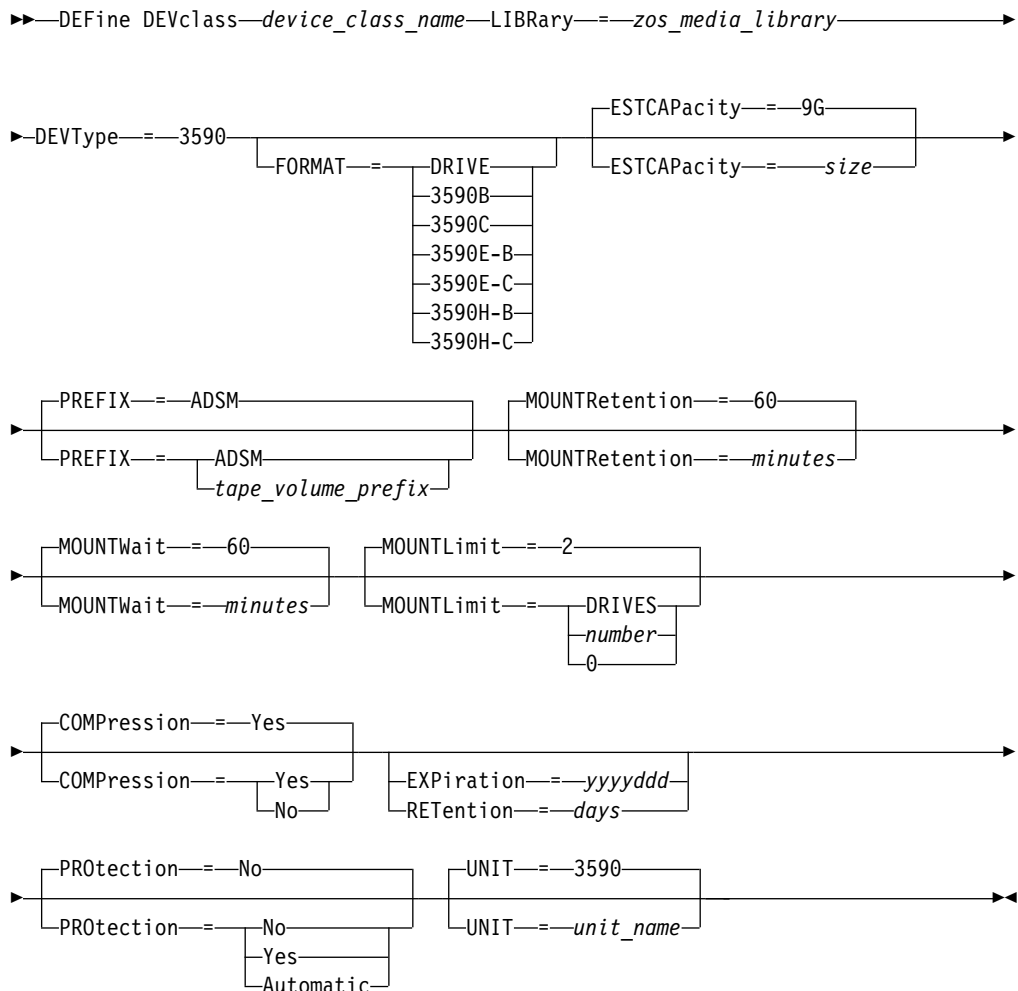 DEFine DEVclass device_class_name LIBRary = zos_media_library
ESTCAPacity = 9G
DEVType = 3590
FORMAT = DRIVE
ESTCAPacity = size
3590B
3590C
3590E-B
3590E-C
3590H-B
3590H-C
PREFIX = ADSM
MOUNTRetention = 60
PREFIX = ADSM
MOUNTRetention = minutes
tape_volume_prefix
MOUNTWait = 60
MOUNTLimit = 2
MOUNTWait = minutes
MOUNTLimit = DRIVES
number
0
COMPression = Yes
COMPression = Yes
EXPiration = yyyyddd
No
RETention = days
PROtection = No
UNIT = 3590
PROtection = No
UNIT = unit_name
Yes
Automatic